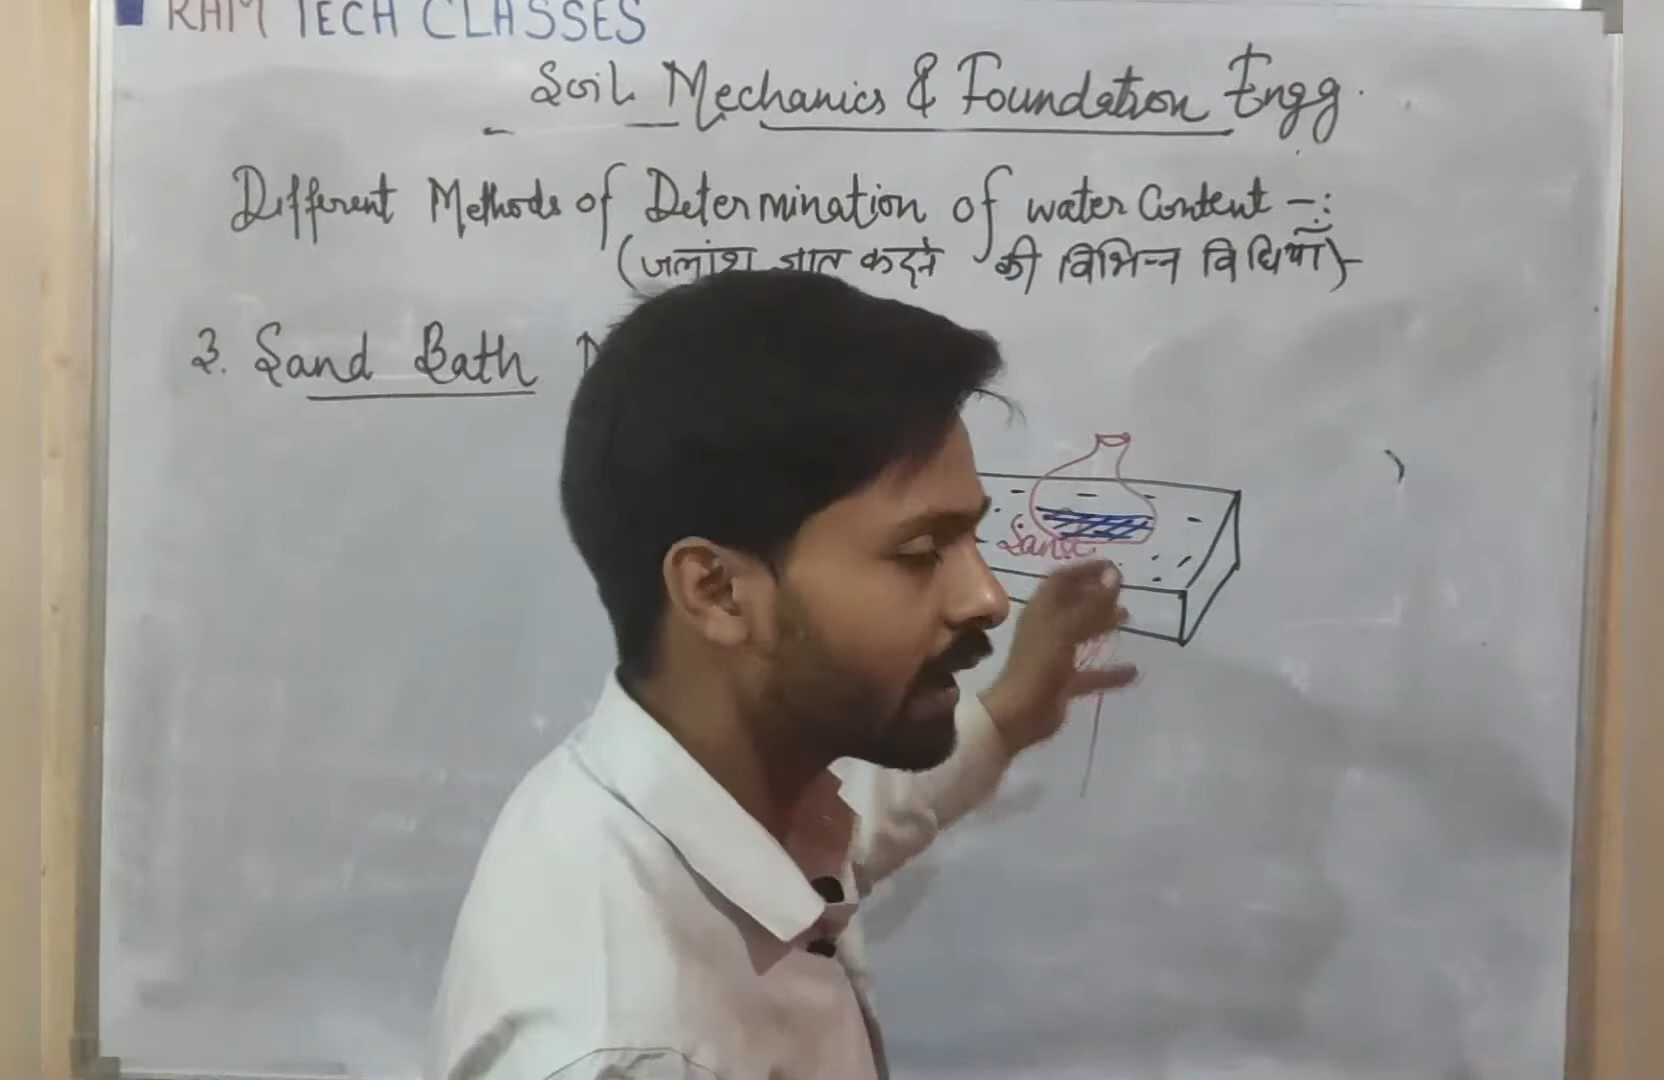 RAM TECH CLASSES
Soil Mechanics & Foundation Engg.
Different Methods of Determination of water Content -:
(जलांश ज्ञात करने की विभिन्न विधियाँ)-
3. Sand Bath
Sand